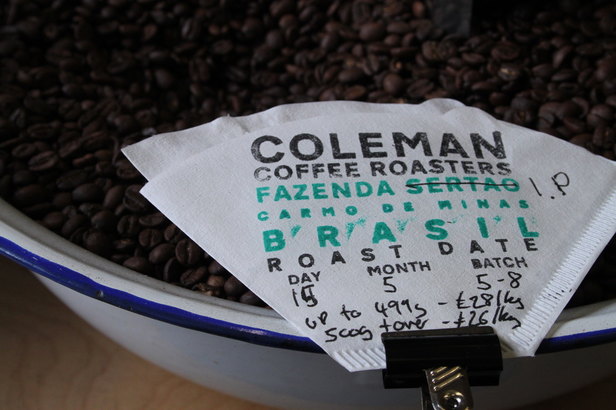 COLEMAN
COFFEE ROASTERS
FAZENDA SERTAO I.P
CARMO DE MINAS
BRASIL
ROAST DATE
DAY MONTH BATCH
5 5-8
up to 499g - £28/kg
500g + over - £26/kg